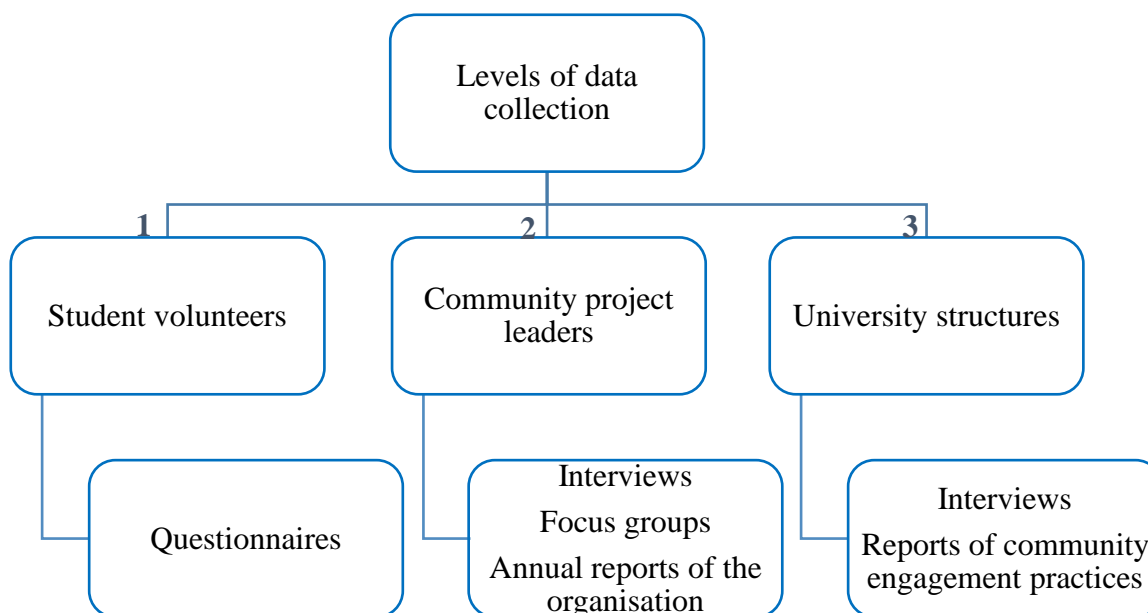 Levels of data
collection
1
2
3
Student volunteers
Community project
leaders
University structures
Questionnaires
Interviews
Focus groups
Annual reports of the
organisation
Interviews
Reports of community
engagement practices